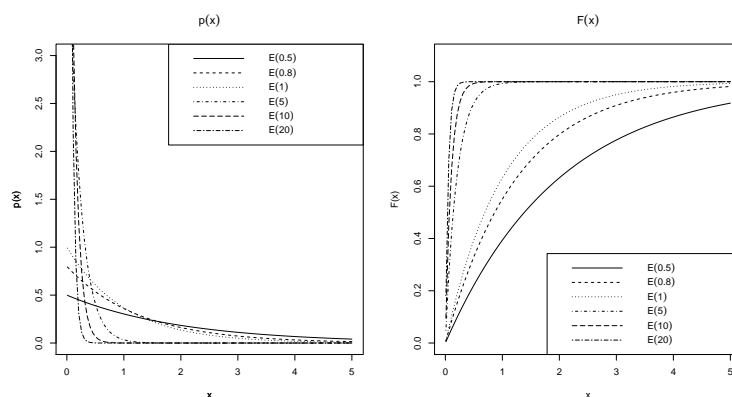 p(x)
E(0.5)
E(0.8)
E(1)
E(5)
E(10)
E(20)
p(x)
3.0
2.5
2.0
1.5
1.0
0.5
0.0
0 1 2 3 4 5
x
F(x)
F(x)
1.0
0.8
0.6
0.4
0.2
0.0
E(0.5)
E(0.8)
E(1)
E(5)
E(10)
E(20)
0 1 2 3 4 5
x